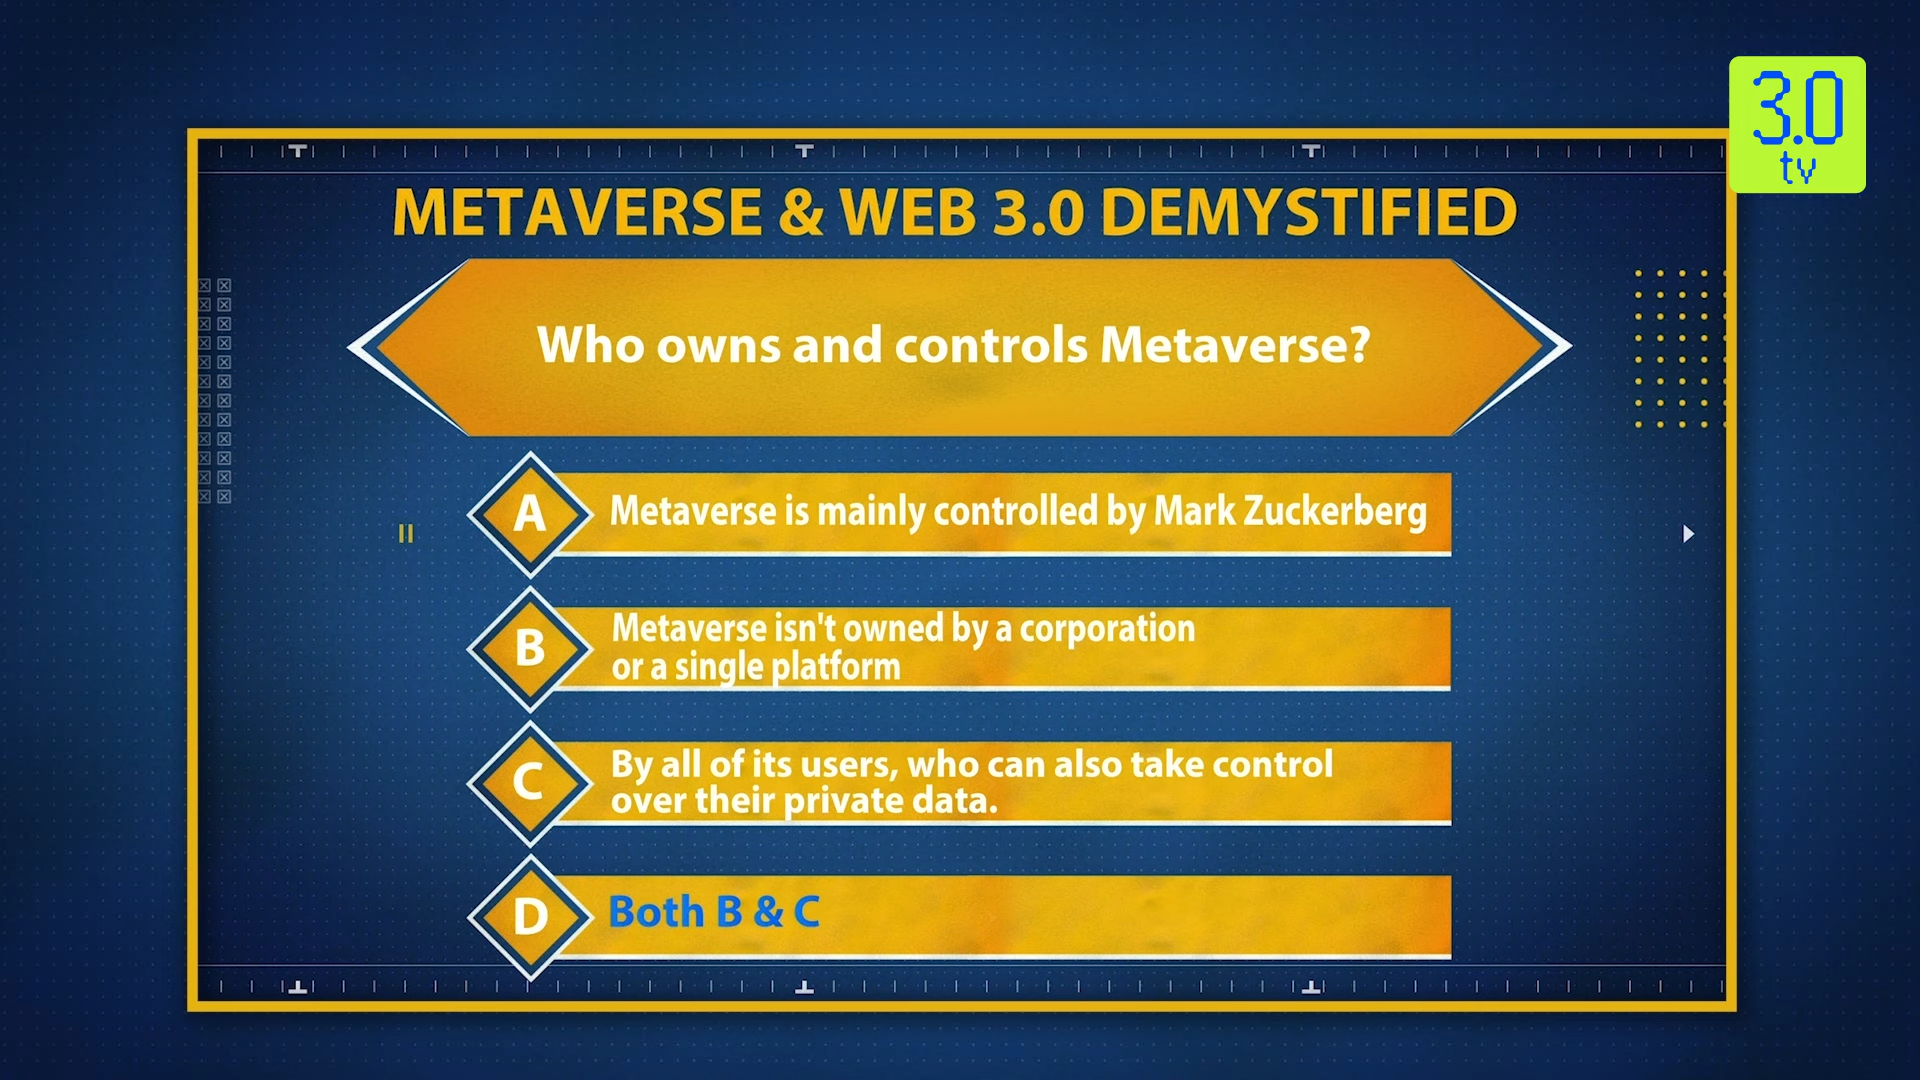 3.0
tv
METAVERSE & WEB 3.0 DEMYSTIFIED
Who owns and controls Metaverse?
A
Metaverse is mainly controlled by Mark Zuckerberg
B
Metaverse isn't owned by a corporation
or a single platform
C
By all of its users, who can also take control
over their private data.
D
Both B & C